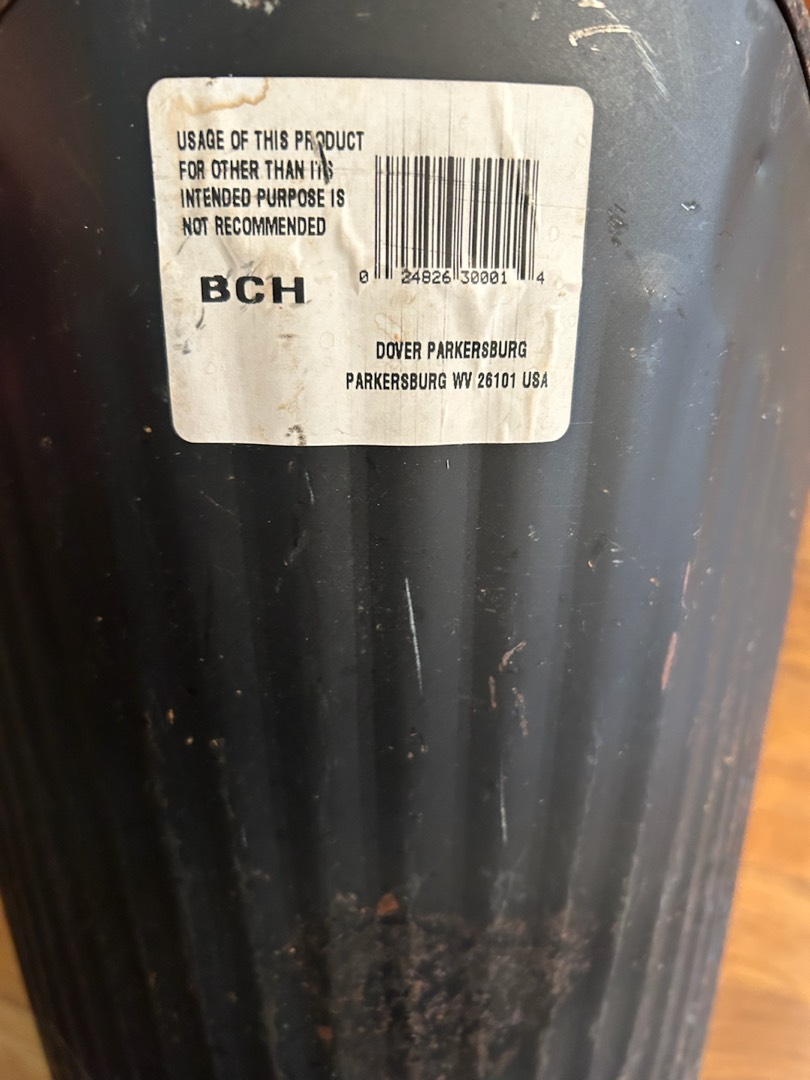 USAGE OF THIS PRODUCT
FOR OTHER THAN ITS
INTENDED PURPOSE IS
NOT RECOMMENDED
BCH
0 24826 30001 4
DOVER PARKERSBURG
PARKERSBURG WV 26101 USA